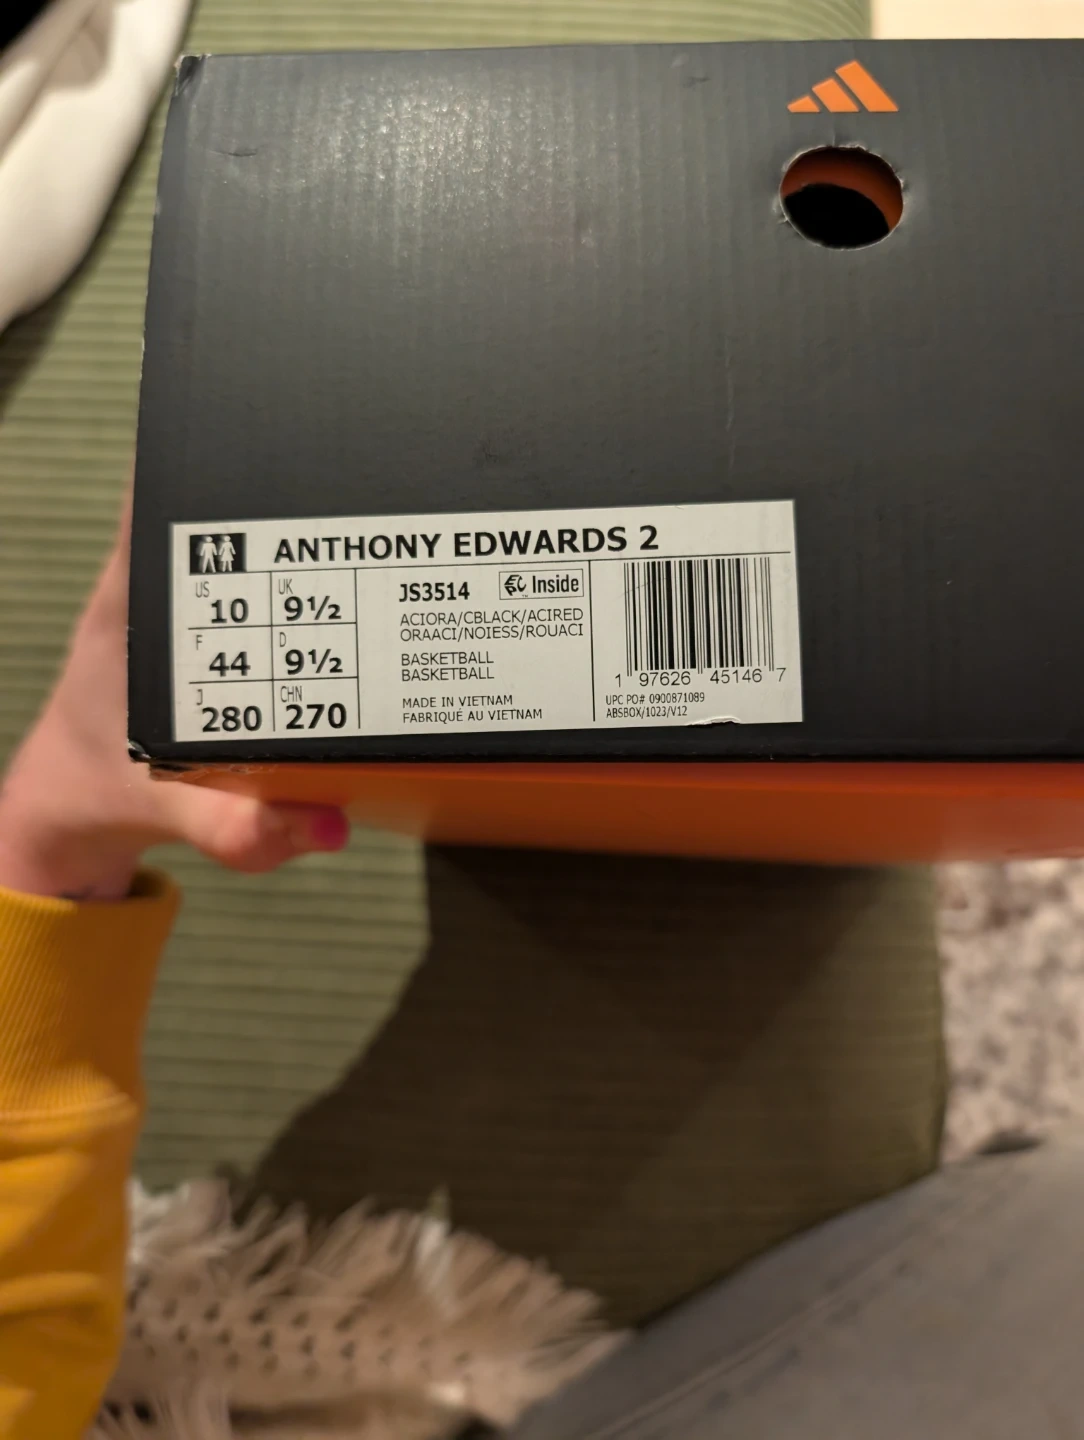 ANTHONY EDWARDS 2
US 10 UK 9½
F 44 D 9½
J 280 CHN 270
JS3514 Inside
ACIORA/CBLACK/ACIRED
ORAACI/NOIESS/ROUACI
BASKETBALL
BASKETBALL
MADE IN VIETNAM
FABRIQUÉ AU VIETNAM
1 97626 45146 7
UPC PO# 0900871089
ABSBOX/1023/V12